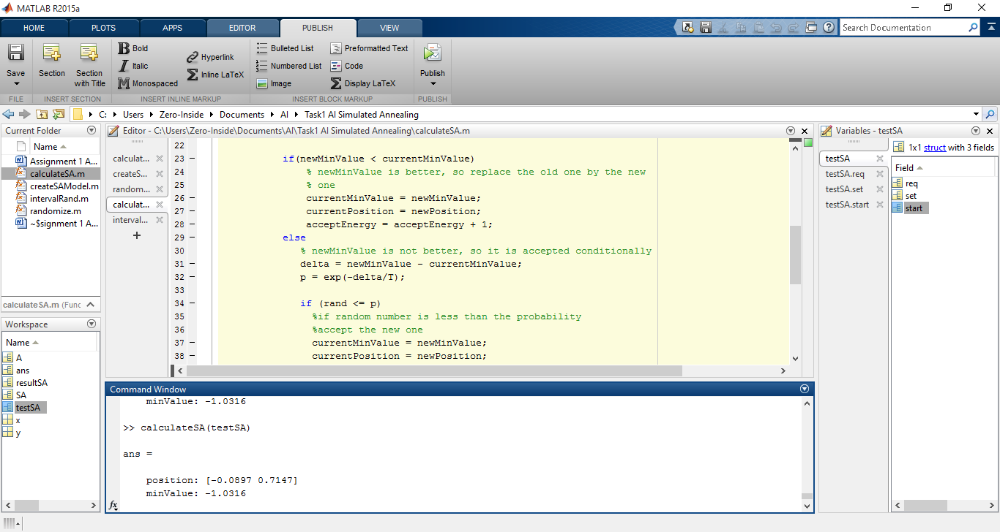 MATLAB R2015a
HOME PLOTS APPS EDITOR PUBLISH VIEW
Search Documentation
Save
Section
Section with Title
Bold
Italic
Monospaced
Hyperlink
Inline LaTeX
Bulleted List
Numbered List
Image
Preformatted Text
Code
Display LaTeX
Publish
FILE INSERT SECTION INSERT INLINE MARKUP INSERT BLOCK MARKUP PUBLISH
C: Users Zero-Inside Documents AI Task1 AI Simulated Annealing
Current Folder
Name
Assignment 1 A...
calculateSA.m
createSAModel.m
intervalRand.m
randomize.m
~$signment 1 A...
calculateSA.m (Func
Workspace
Name
A
ans
resultSA
SA
testSA
x
y
Editor - C:\Users\Zero-Inside\Documents\AI\Task1 AI Simulated Annealing\calculateSA.m
calculat...
createS...
random...
calculat...
interval...
+
22
23 – if(newMinValue < currentMinValue)
24 % newMinValue is better, so replace the old one by the new
25 % one
26 – currentMinValue = newMinValue;
27 – currentPosition = newPosition;
28 – acceptEnergy = acceptEnergy + 1;
29 – else
30 % newMinValue is not better, so it is accepted conditionally
31 – delta = newMinValue - currentMinValue;
32 – p = exp(-delta/T);
33
34 – if (rand <= p)
35 %if random number is less than the probability
36 %accept the new one
37 – currentMinValue = newMinValue;
38 – currentPosition = newPosition;
Command Window
minValue: -1.0316
>> calculateSA(testSA)
ans =
position: [-0.0897 0.7147]
minValue: -1.0316
fx
Variables - testSA
testSA
testSA.req
testSA.set
testSA.start
1x1 struct with 3 fields
Field
req
set
start